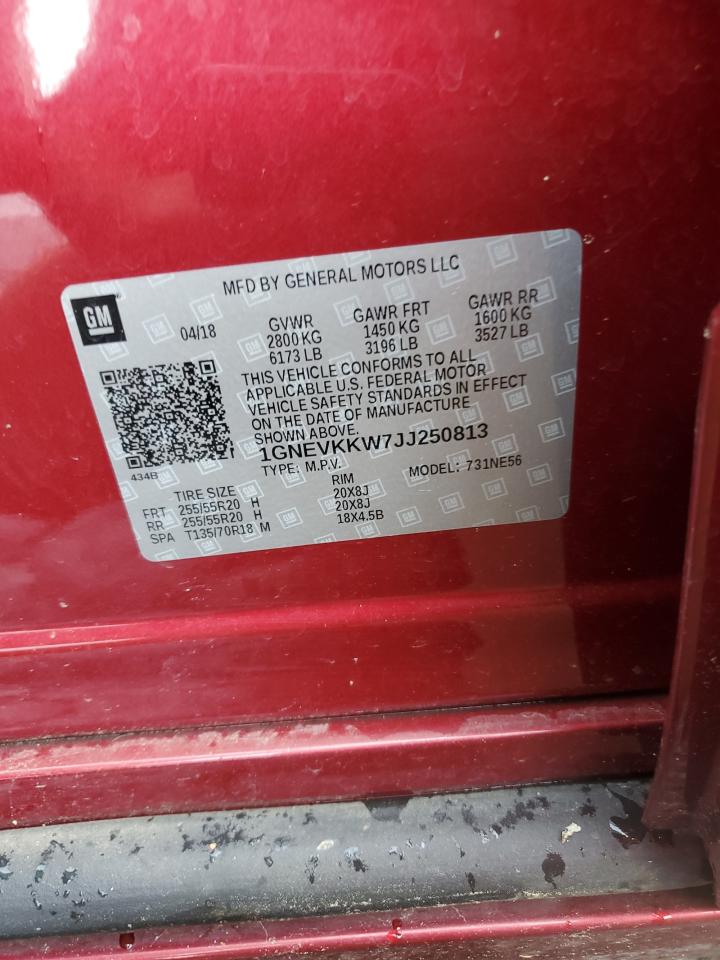 MFD BY GENERAL MOTORS LLC
GM
04/18
GVWR GAWR FRT GAWR RR
2800 KG 1450 KG 1600 KG
6173 LB 3196 LB 3527 LB
THIS VEHICLE CONFORMS TO ALL
APPLICABLE U.S. FEDERAL MOTOR
VEHICLE SAFETY STANDARDS IN EFFECT
ON THE DATE OF MANUFACTURE
SHOWN ABOVE.
1GNEVKKW7JJ250813
434B
TYPE: M.P.V. MODEL: 731NE56
TIRE SIZE RIM
FRT 255/55R20 H 20X8J
RR 255/55R20 H 20X8J
SPA T135/70R18 M 18X4.5B